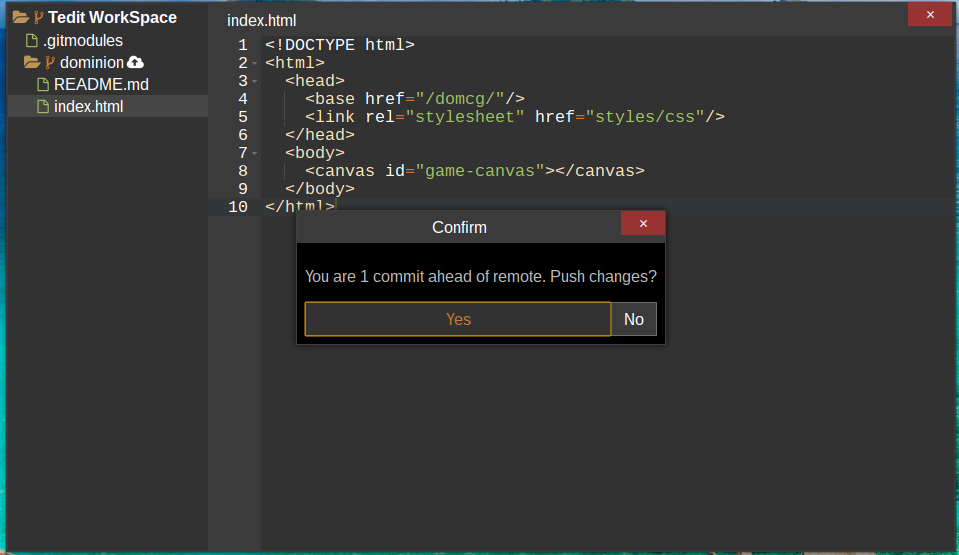 Tedit WorkSpace
.gitmodules
dominion
README.md
index.html
index.html
×
1 <!DOCTYPE html>
2 <html>
3   <head>
4     <base href="/domcg/"/>
5     <link rel="stylesheet" href="styles/css"/>
6   </head>
7   <body>
8     <canvas id="game-canvas"></canvas>
9   </body>
10 </html>
Confirm ×
You are 1 commit ahead of remote. Push changes?
Yes No